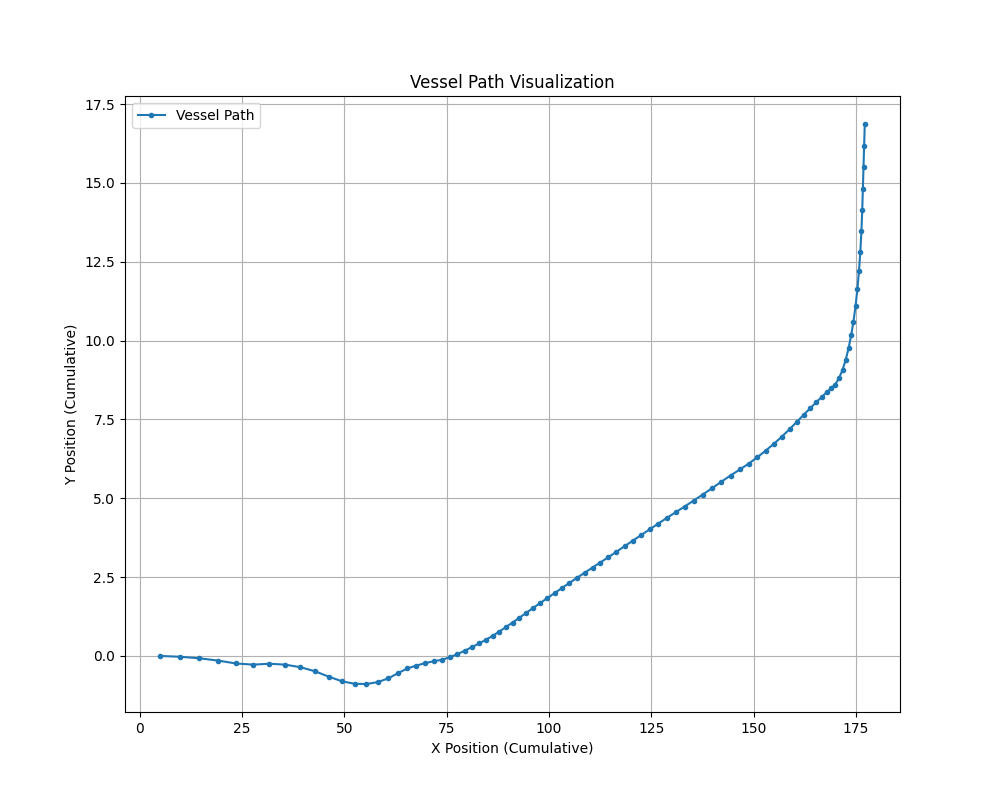 Vessel Path Visualization
Vessel Path
17.5
15.0
12.5
10.0
7.5
5.0
2.5
0.0
Y Position (Cumulative)
0 25 50 75 100 125 150 175
X Position (Cumulative)